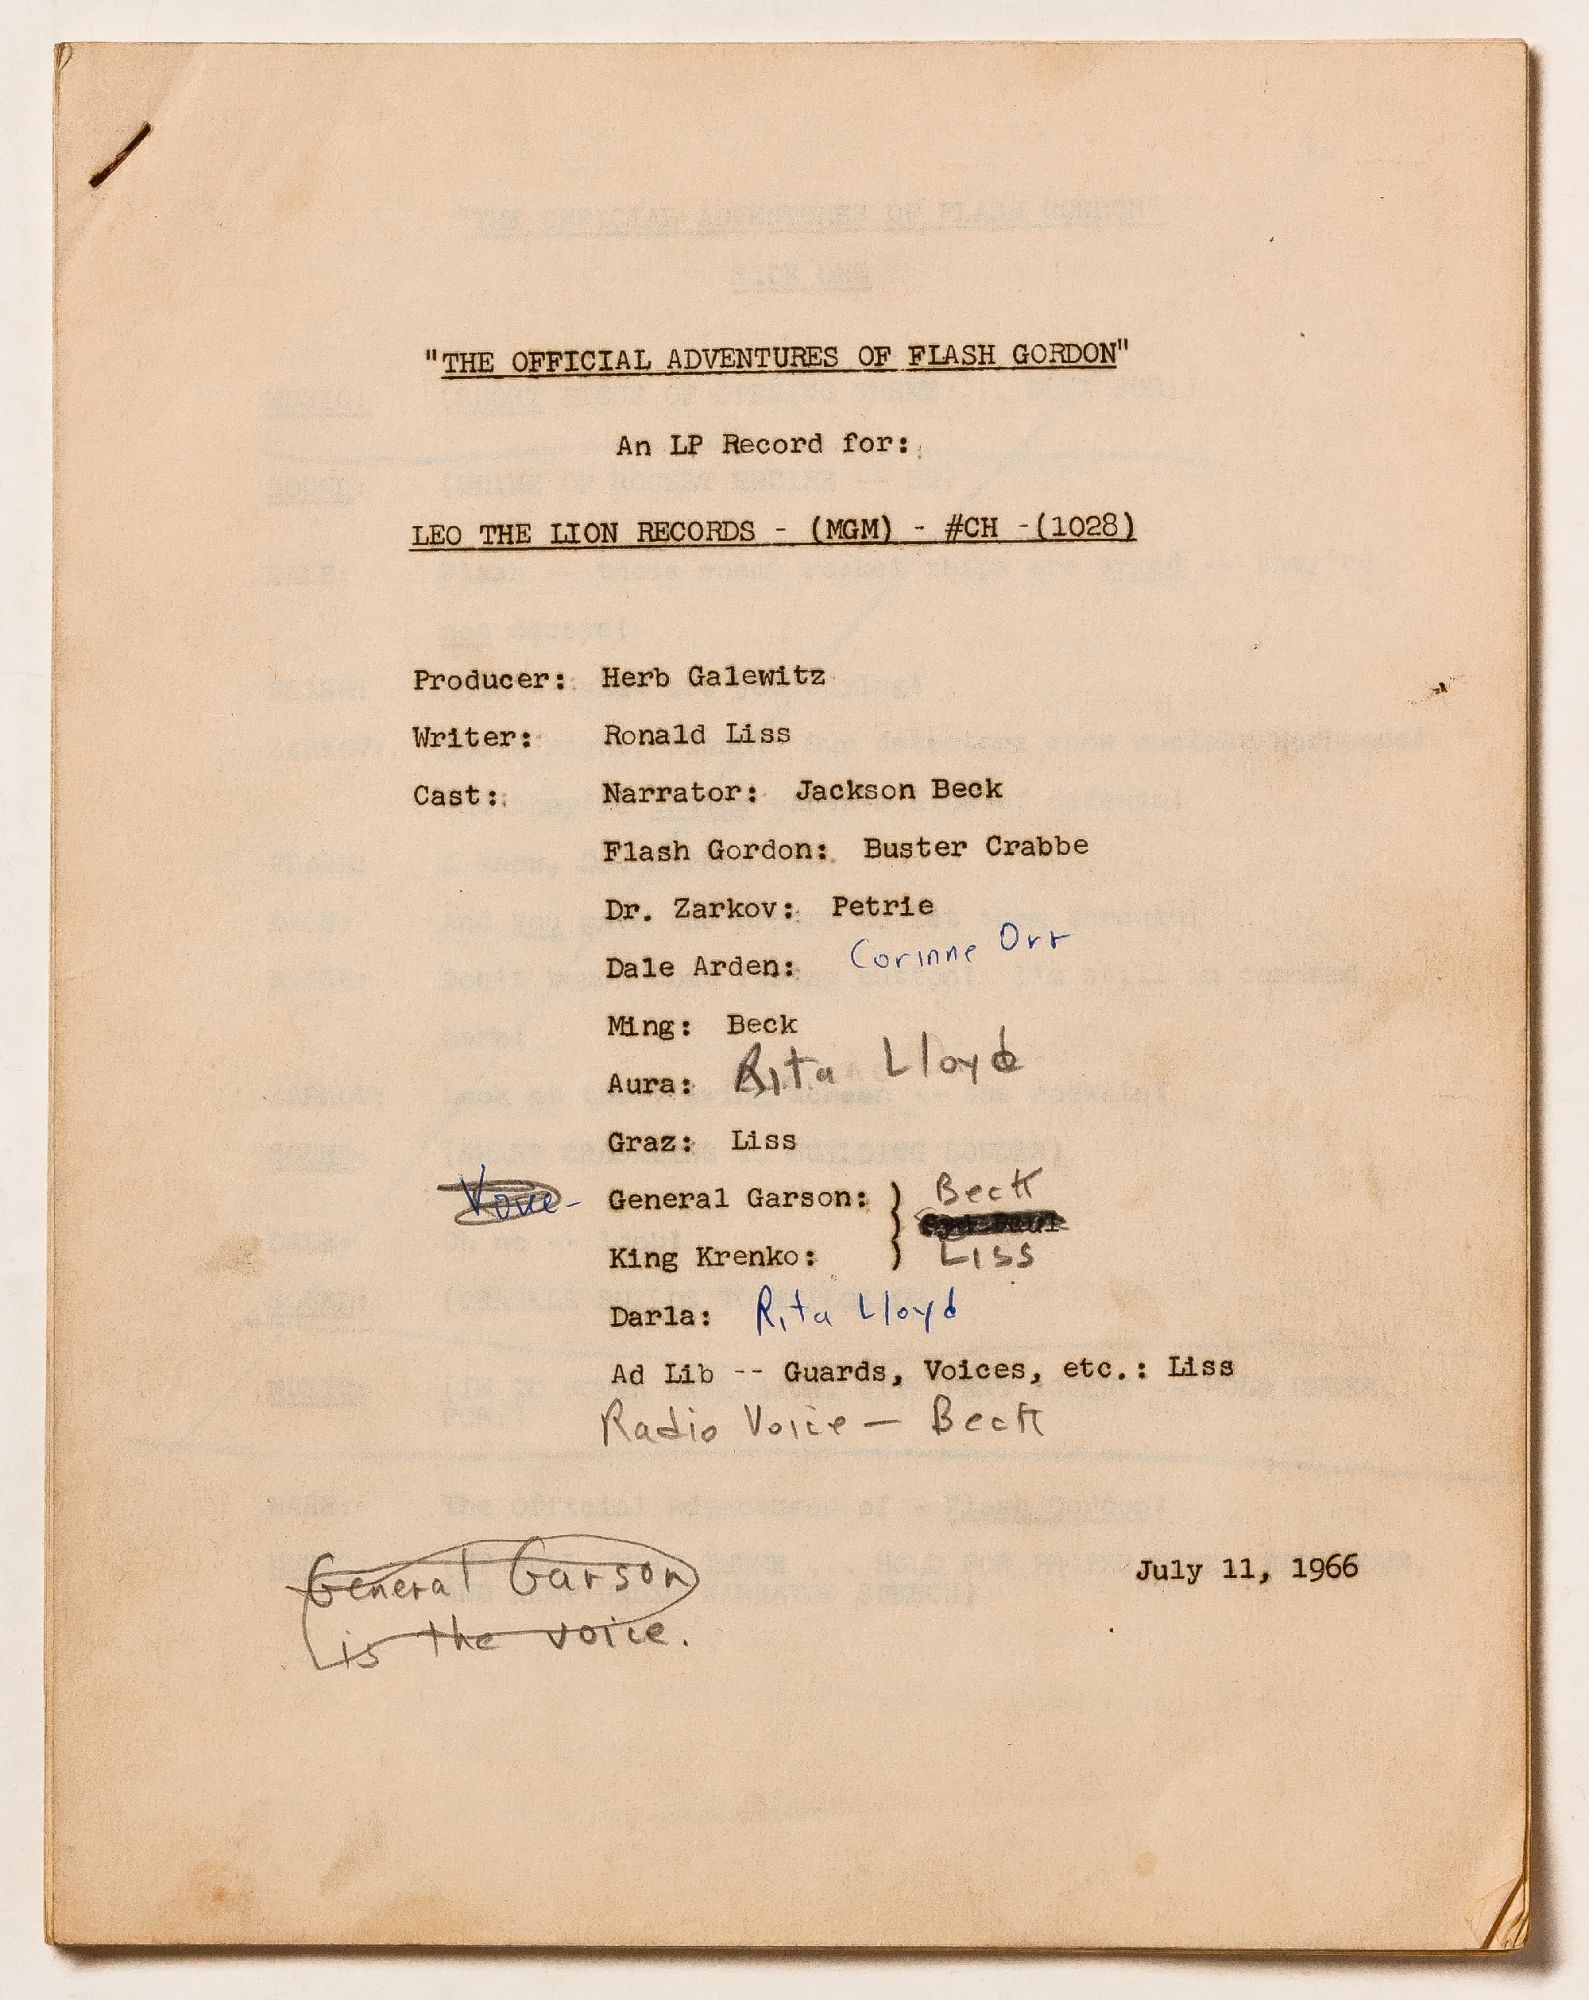 "THE OFFICIAL ADVENTURES OF FLASH GORDON"
An LP Record for:
LEO THE LION RECORDS - (MGM) - #CH -(1028)
Producer: Herb Galewitz
Writer: Ronald Liss
Cast: Narrator: Jackson Beck
Flash Gordon: Buster Crabbe
Dr. Zarkov: Petrie
Dale Arden: Corinne Orr
Ming: Beck
Aura: Rita Lloyd
Graz: Liss
Voice - General Garson: } Beck
King Krenko: } Liss
Darla: Rita Lloyd
Ad Lib -- Guards, Voices, etc.: Liss
Radio Voice — Beck
General Garson
is the voice.
July 11, 1966